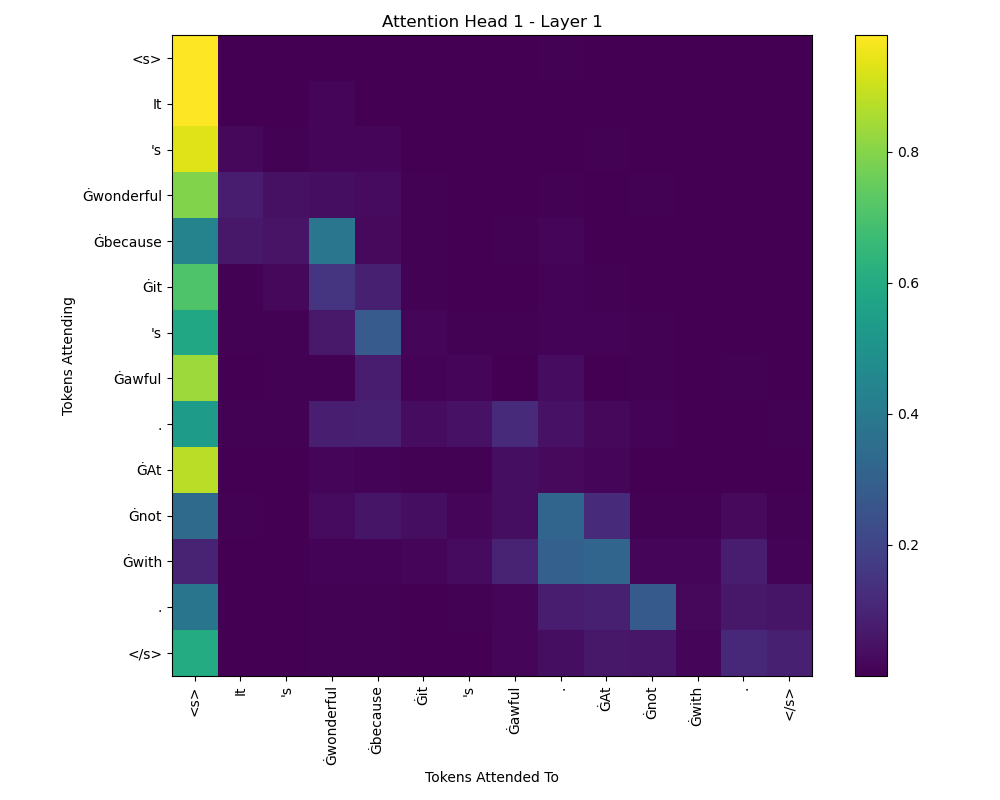 Attention Head 1 - Layer 1
Tokens Attending
<s>
It
's
Ġwonderful
Ġbecause
Ġit
's
Ġawful
.
ĠAt
Ġnot
Ġwith
.
</s>
<s>
It
's
Ġwonderful
Ġbecause
Ġit
's
Ġawful
.
ĠAt
Ġnot
Ġwith
.
</s>
Tokens Attended To
0.8
0.6
0.4
0.2